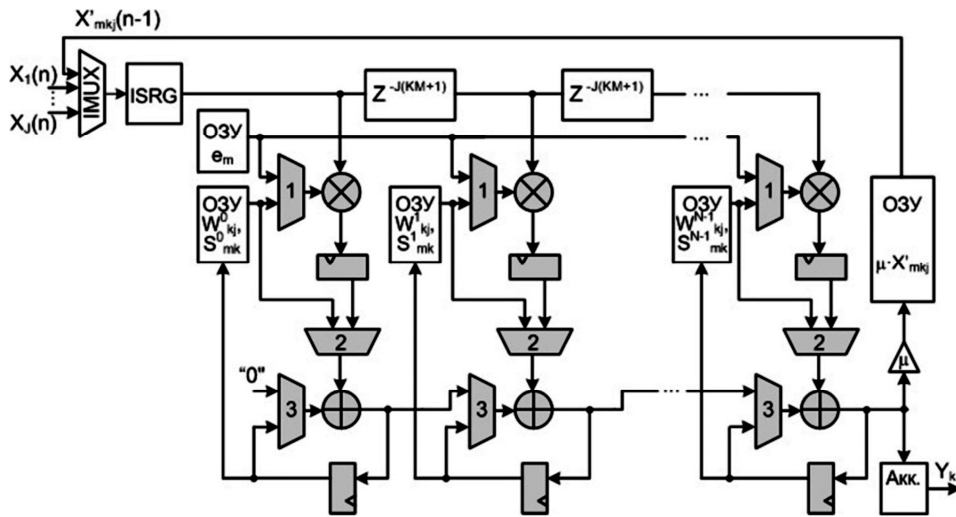 X'mkj(n-1)
X1(n)
XJ(n)
IMUX
ISRG
Z-J(KM+1)
Z-J(KM+1)
...
ОЗУ
em
...
1
1
1
ОЗУ
W0kj,
S0mk
ОЗУ
W1kj,
S1mk
ОЗУ
WN-1kj,
SN-1mk
ОЗУ
μ·X'mkj
2
2
2
μ
"0"
3
3
...
3
Акк.
Yk